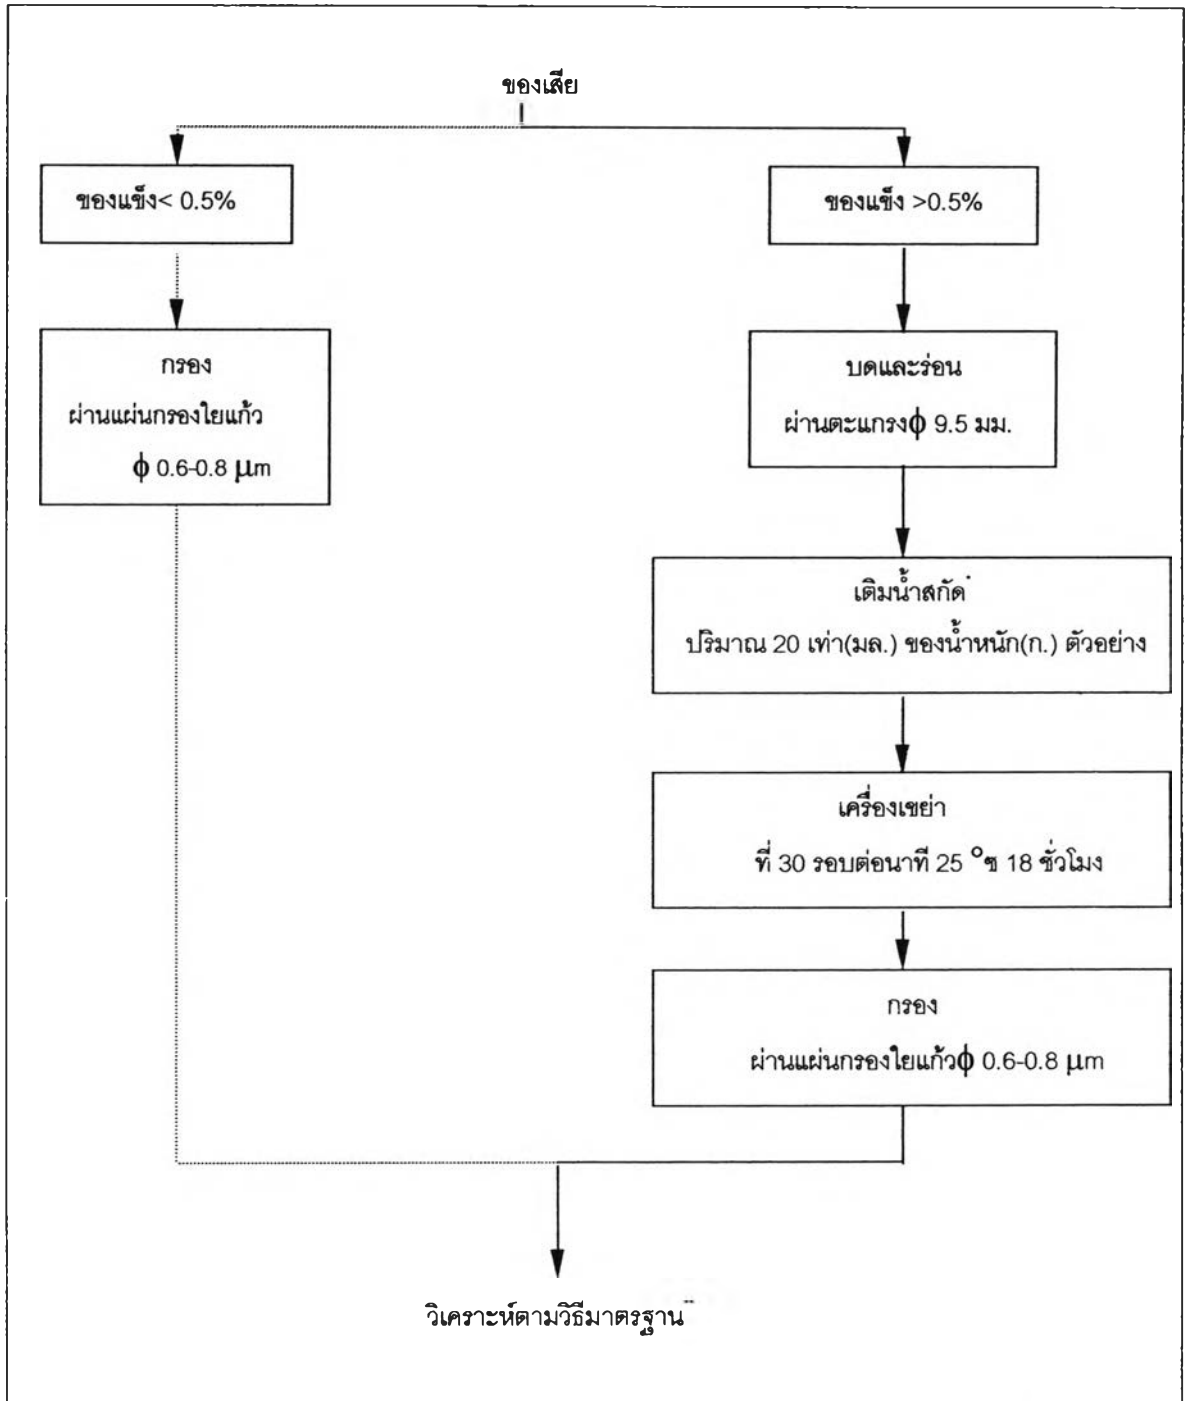 ของเสีย
ของแข็ง< 0.5%
ของแข็ง >0.5%
กรอง
ผ่านแผ่นกรองใยแก้ว
ϕ 0.6-0.8 μm
บดและร่อน
ผ่านตะแกรงϕ 9.5 มม.
เติมน้ำสกัด*
ปริมาณ 20 เท่า(มล.) ของน้ำหนัก(ก.) ตัวอย่าง
เครื่องเขย่า
ที่ 30 รอบต่อนาที 25 °ซ 18 ชั่วโมง
กรอง
ผ่านแผ่นกรองใยแก้วϕ 0.6-0.8 μm
วิเคราะห์ตามวิธีมาตรฐาน**